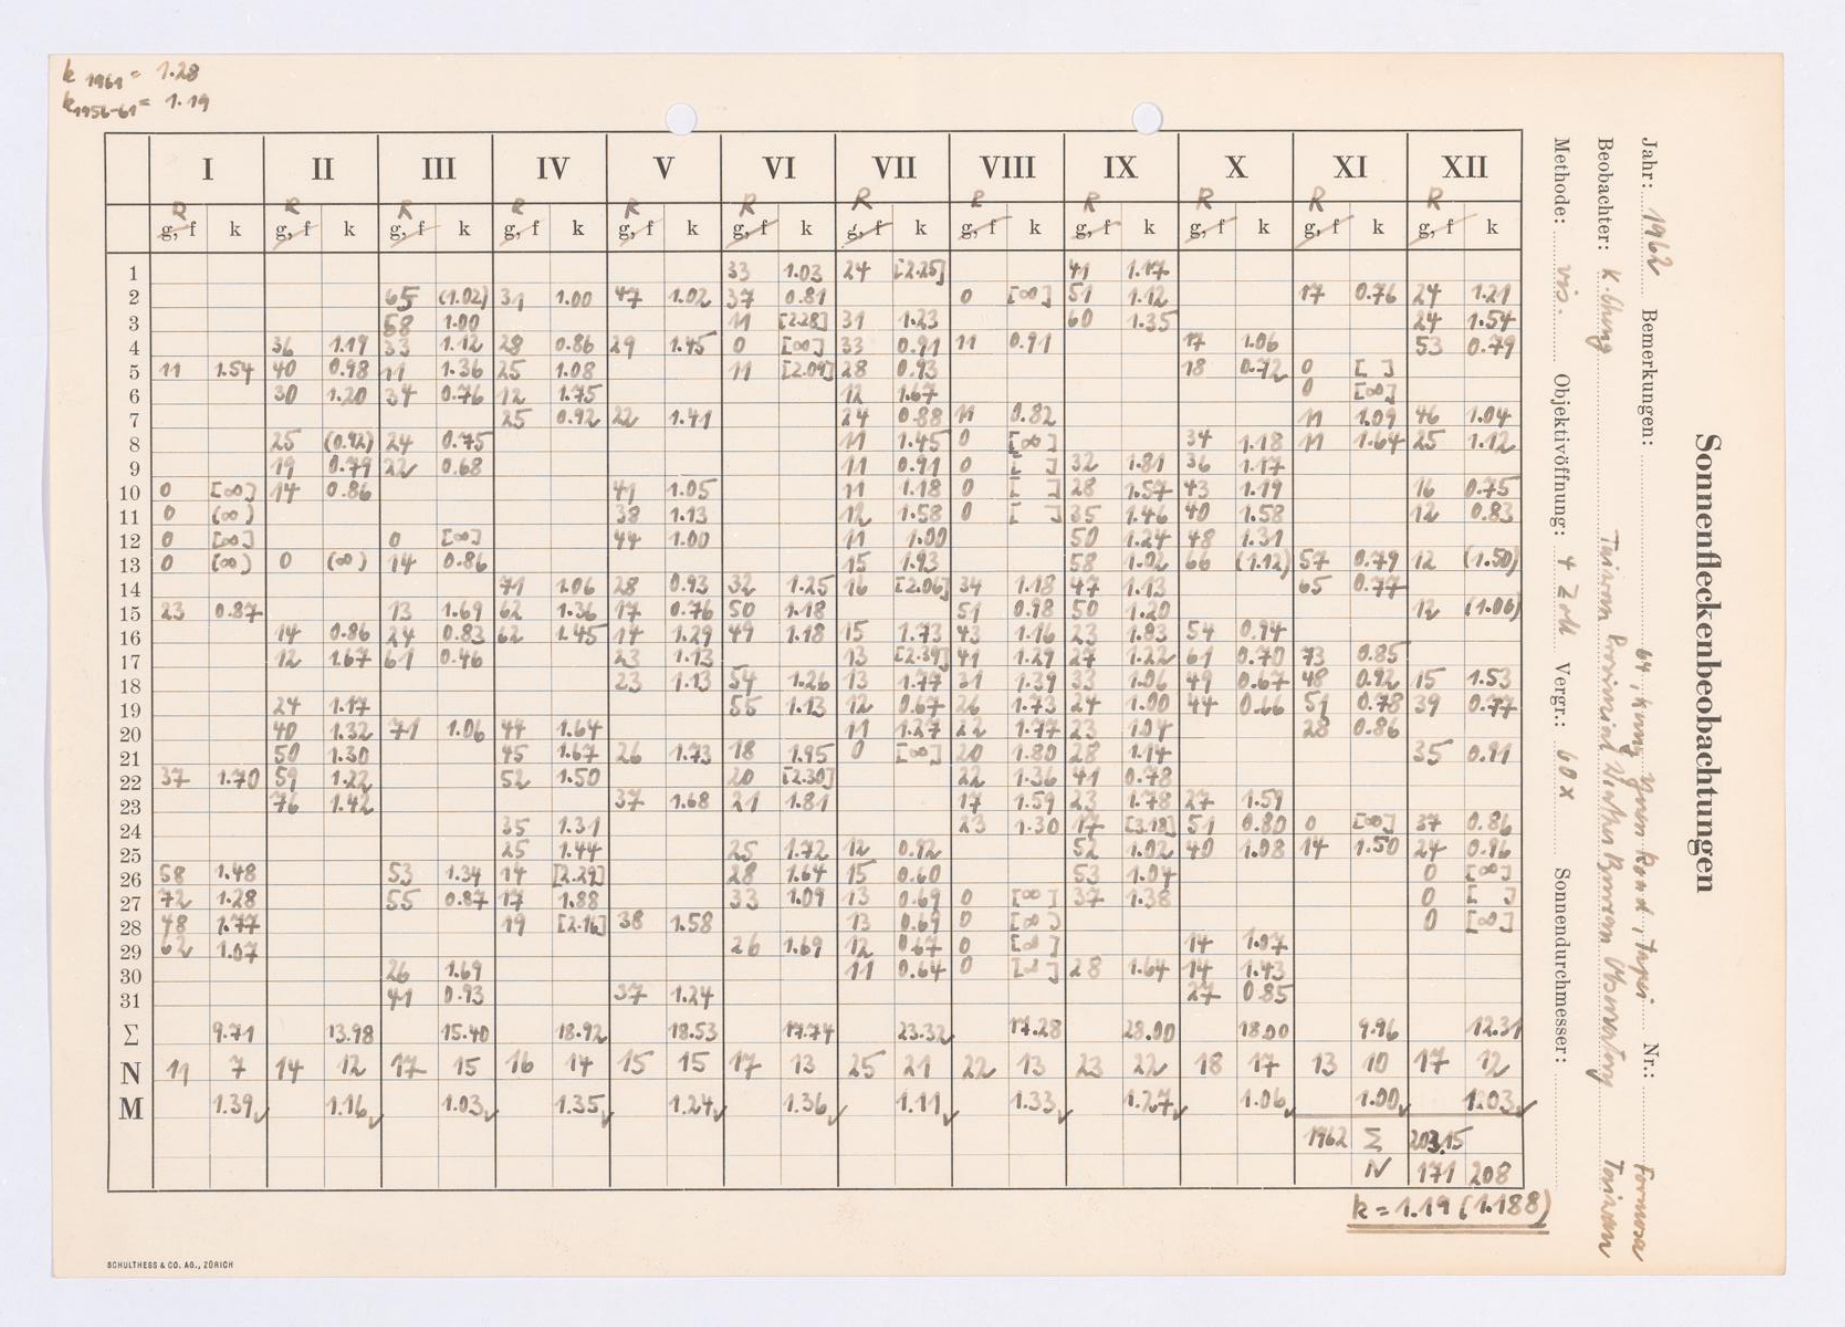 k 1961 = 1.28
k 1956-61 = 1.19
I II III IV V VI VII VIII IX X XI XII
R R R R R R R R R R R R
g, f k g, f k g, f k g, f k g, f k g, f k g, f k g, f k g, f k g, f k g, f k g, f k
1 33 1.03 24 [2.25] 41 1.17
2 65 (1.02) 31 1.00 47 1.02 37 0.81 0 [∞] 51 1.12 17 0.76 24 1.21
3 58 1.00 11 [2.28] 31 1.23 60 1.35 24 1.54
4 36 1.19 33 1.12 28 0.86 29 1.45 0 [∞] 33 0.91 11 0.91 17 1.06 53 0.79
5 11 1.54 40 0.98 11 1.36 25 1.08 11 [2.09] 28 0.93 18 0.72 0 [ ]
6 30 1.20 34 0.76 12 1.75 12 1.67 0 [∞]
7 25 0.92 22 1.41 24 0.88 11 0.82 11 1.09 46 1.04
8 25 (0.92) 24 0.75 11 1.45 0 [∞] 34 1.18 11 1.64 25 1.12
9 19 0.79 22 0.68 11 0.91 0 [ ] 32 1.81 36 1.17
10 0 [∞] 14 0.86 41 1.05 11 1.18 0 [ ] 28 1.57 43 1.19 16 0.75
11 0 (∞) 38 1.13 12 1.58 0 [ ] 35 1.46 40 1.58 12 0.83
12 0 [∞] 0 [∞] 44 1.00 11 1.00 50 1.24 48 1.31
13 0 (∞) 0 (∞) 14 0.86 15 1.93 58 1.02 66 (1.12) 57 0.79 12 (1.50)
14 71 1.06 28 0.93 32 1.25 16 [2.06] 34 1.18 47 1.13 65 0.77
15 23 0.87 13 1.69 62 1.36 17 0.76 50 1.18 51 0.98 50 1.20 12 (1.06)
16 14 0.86 24 0.83 62 1.45 14 1.29 49 1.18 15 1.73 43 1.16 23 1.83 54 0.94
17 12 1.67 61 0.46 23 1.13 13 [2.39] 41 1.29 27 1.22 61 0.70 73 0.85
18 23 1.13 54 1.26 13 1.77 31 1.39 33 1.06 49 0.67 48 0.92 15 1.53
19 24 1.17 55 1.13 12 0.67 26 1.73 24 1.00 44 0.66 51 0.78 39 0.77
20 40 1.32 71 1.06 44 1.64 11 1.27 22 1.77 23 1.04 28 0.86
21 50 1.30 45 1.67 26 1.73 18 1.95 0 [∞] 20 1.80 28 1.14 35 0.91
22 37 1.70 59 1.22 52 1.50 20 [2.30] 22 1.36 41 0.78
23 76 1.42 37 1.68 21 1.81 17 1.59 23 1.78 27 1.59
24 35 1.31 23 1.30 17 [3.18] 51 0.80 0 [∞] 37 0.86
25 25 1.44 25 1.72 12 0.92 52 1.02 40 1.08 14 1.50 24 0.96
26 58 1.48 53 1.34 14 [2.29] 28 1.64 15 0.60 53 1.04 0 [∞]
27 72 1.28 55 0.87 17 1.88 33 1.09 13 0.69 0 [∞] 37 1.38 0 [ ]
28 48 1.77 19 [2.16] 38 1.58 13 0.69 0 [∞] 0 [∞]
29 62 1.07 26 1.69 12 0.67 0 [∞] 14 1.07
30 26 1.69 11 0.64 0 [∞] 28 1.64 14 1.43
31 41 0.93 37 1.24 27 0.85
Σ 9.71 13.98 15.40 18.92 18.53 17.74 23.32 17.28 28.00 18.00 9.96 12.31
N 11 7 14 12 17 15 16 14 15 15 17 13 25 21 22 13 23 22 18 17 13 10 17 12
M 1.39✓ 1.16✓ 1.03✓ 1.35✓ 1.24✓ 1.36✓ 1.11✓ 1.33✓ 1.27✓ 1.06✓ 1.00✓ 1.03✓
1962 Σ 203.15
N 171 208
k = 1.19 (1.188)
SCHULTHESS & CO. AG., ZÜRICH
Sonnenfleckenbeobachtungen
Jahr: 1962 Bemerkungen: 64, Kung Yuen Road, Taipei Nr.: Formosa
Beobachter: K. Chung Taiwan Provincial Weather Bureau Observatory Taiwan
Methode: vis. Objektivöffnung: 4 Zoll Vergr.: 60 x Sonnendurchmesser: